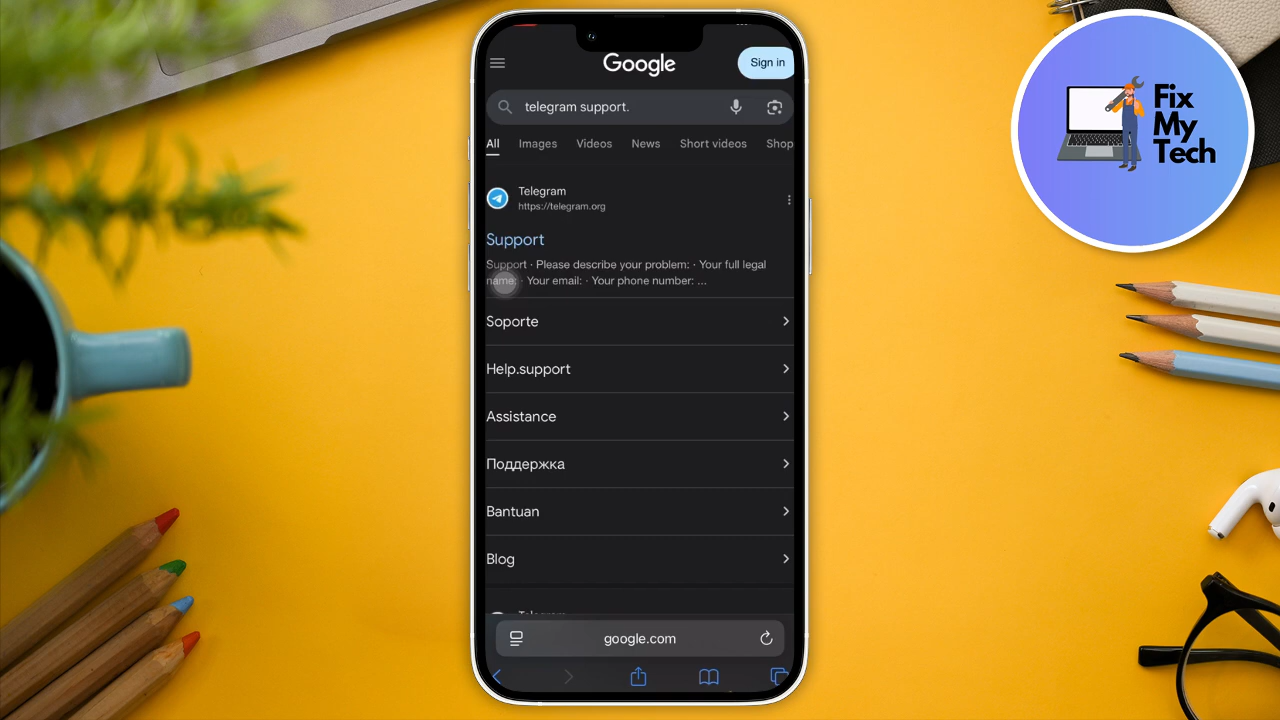 Google
Sign in
telegram support.
All Images Videos News Short videos Shop
Telegram
https://telegram.org
Support
Support · Please describe your problem: · Your full legal
name: · Your email: · Your phone number: ...
Soporte
Help.support
Assistance
Поддержка
Bantuan
Blog
Telegram
google.com
Fix
My
Tech